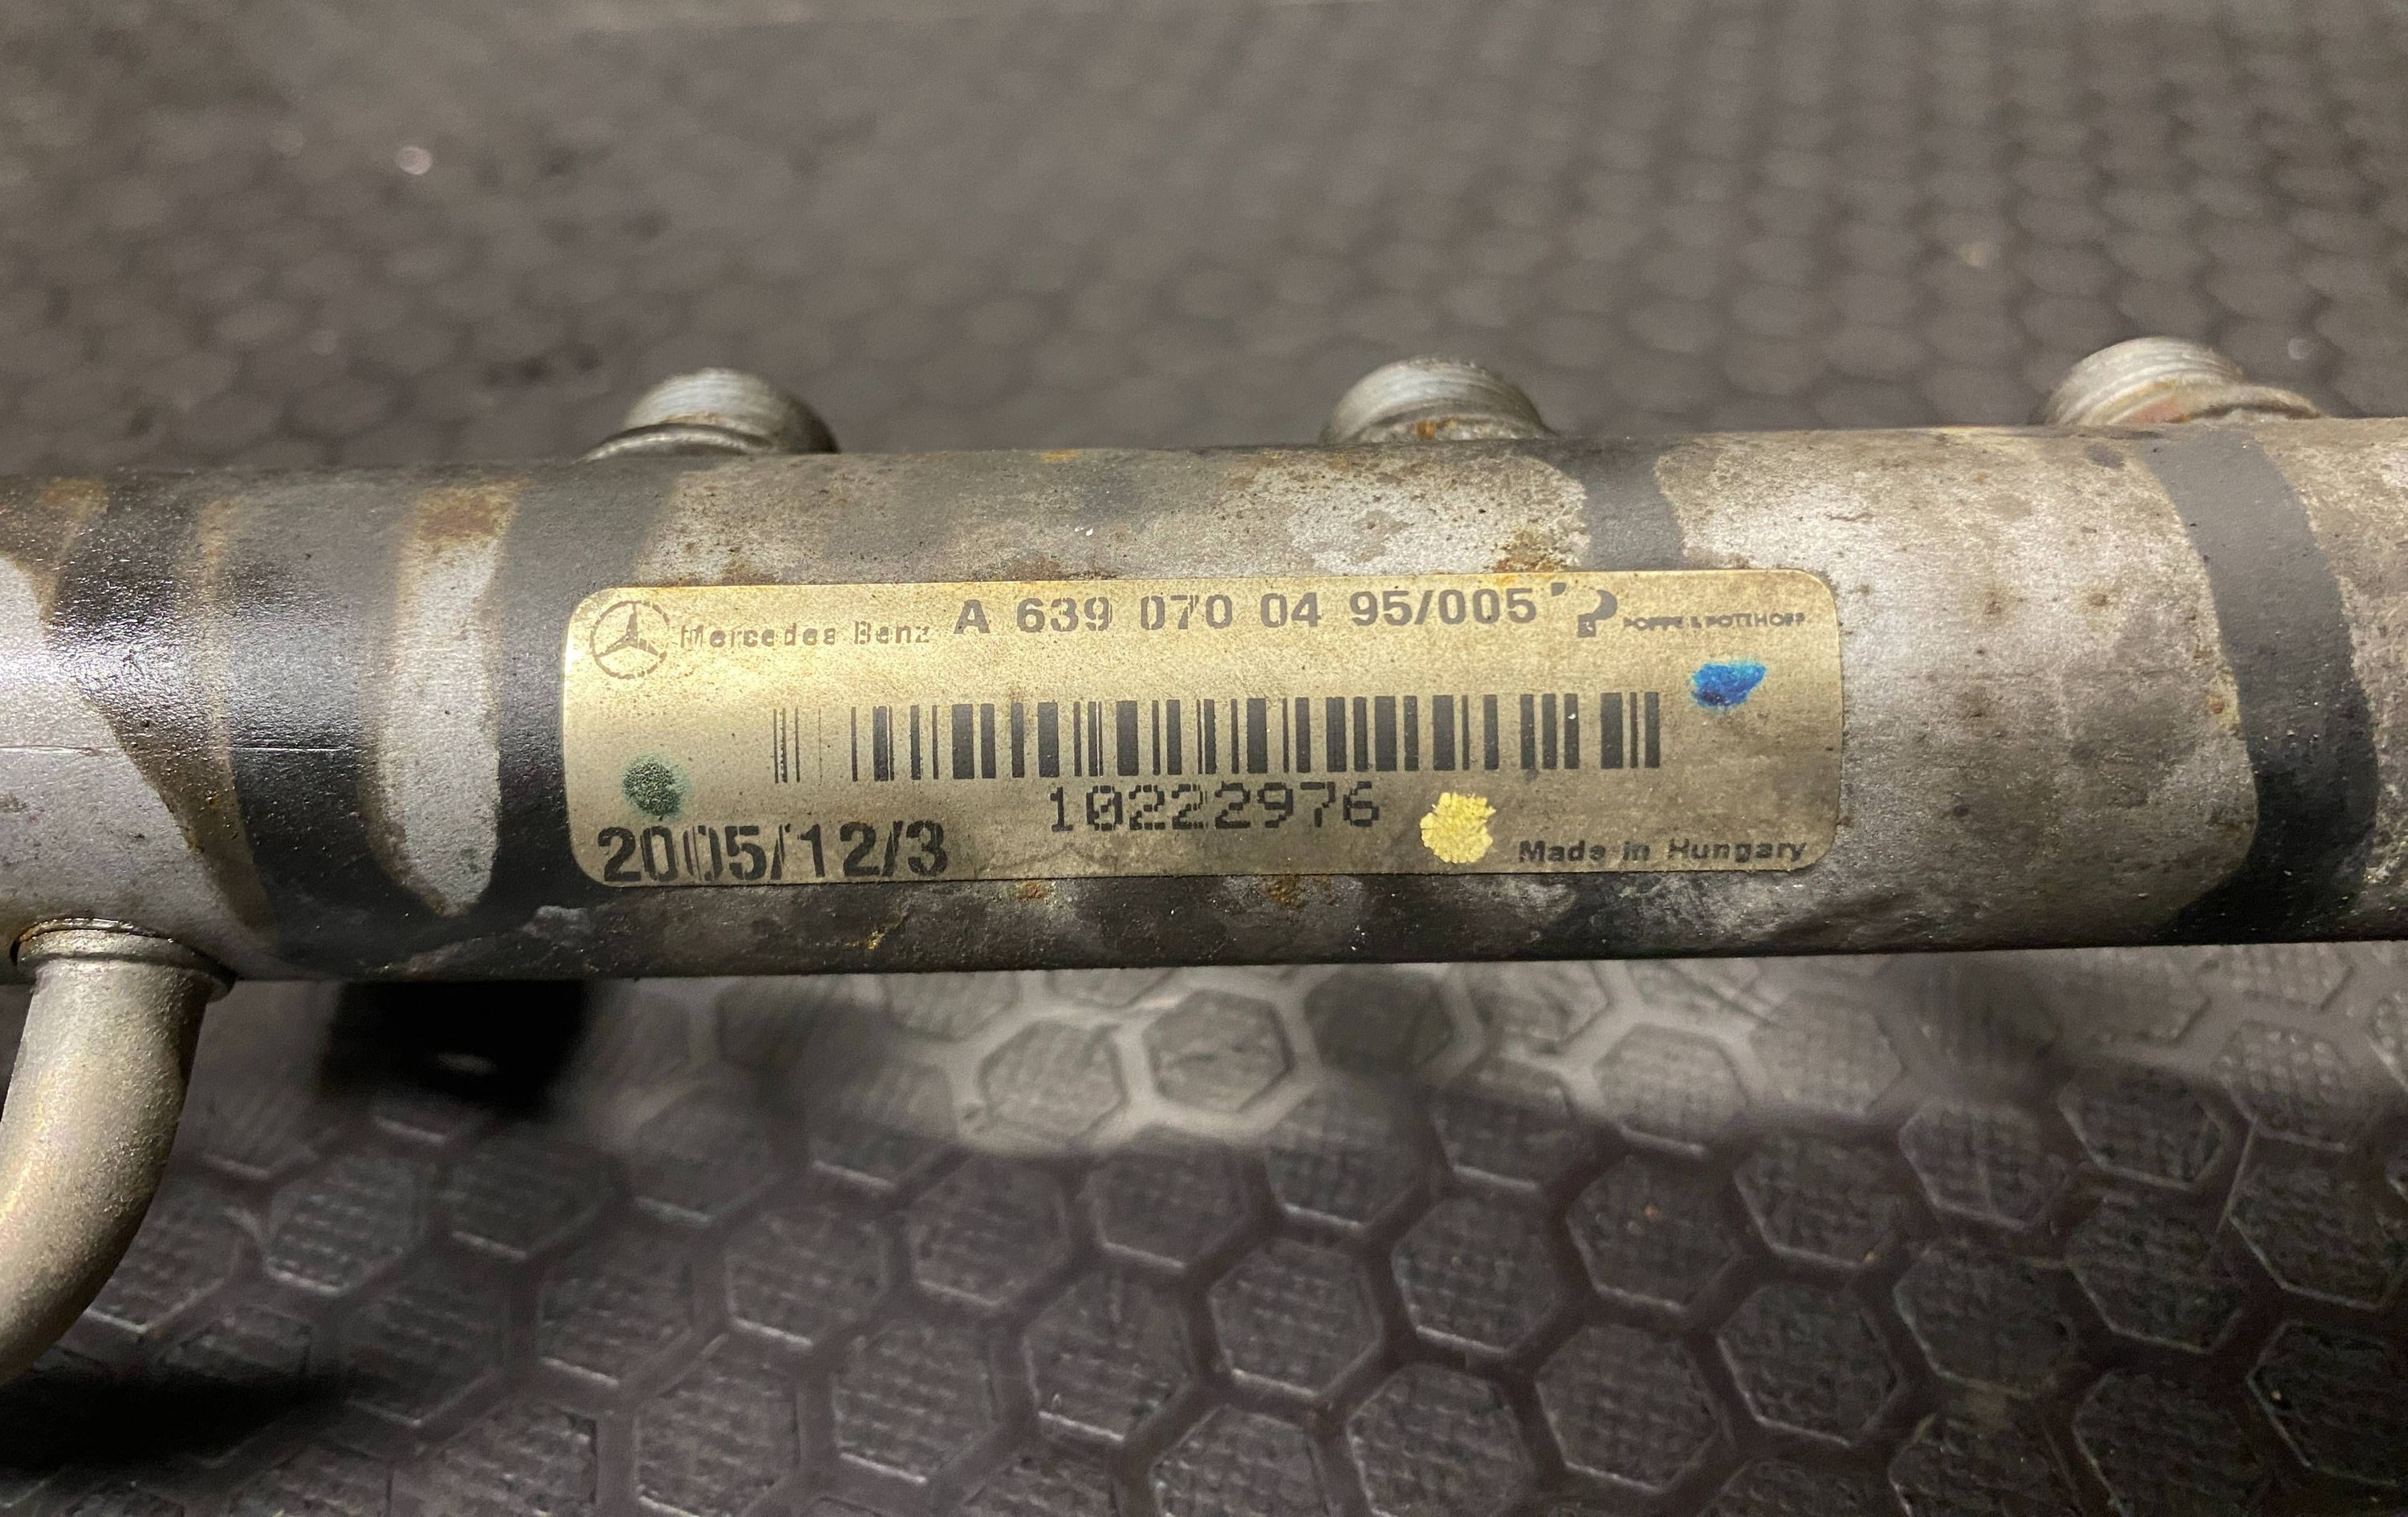 Mercedes Benz A 639 070 04 95/005 POPPE & POTTHOFF
10222976
2005/12/3
Made in Hungary